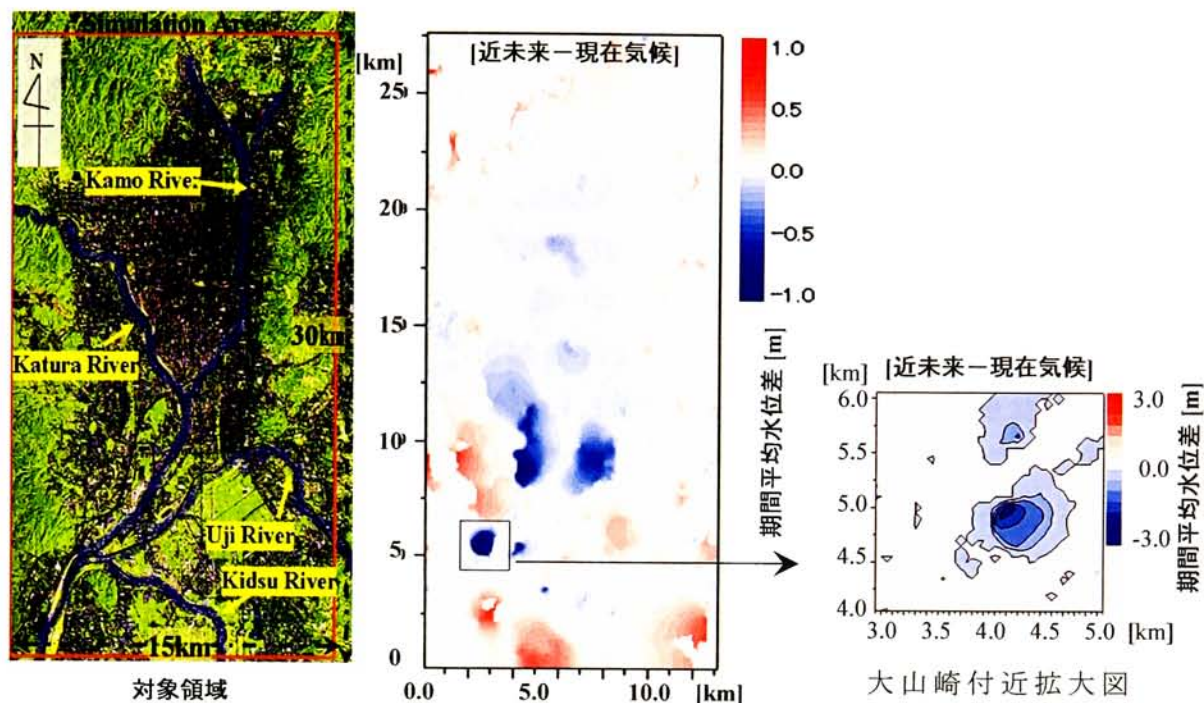 Simulation Area
N
Kamo River
Katura River
30km
Uji River
Kidsu River
15km
対象領域
[近未来－現在気候]
[km]
25
20
15
10
5
0
0.0 5.0 10.0 [km]
1.0
0.5
0.0
-0.5
-1.0
期間平均水位差 [m]
[近未来－現在気候]
[km]
6.0
5.5
5.0
4.5
4.0
3.0 3.5 4.0 4.5 5.0 [km]
3.0
0.0
-3.0
期間平均水位差 [m]
大山崎付近拡大図